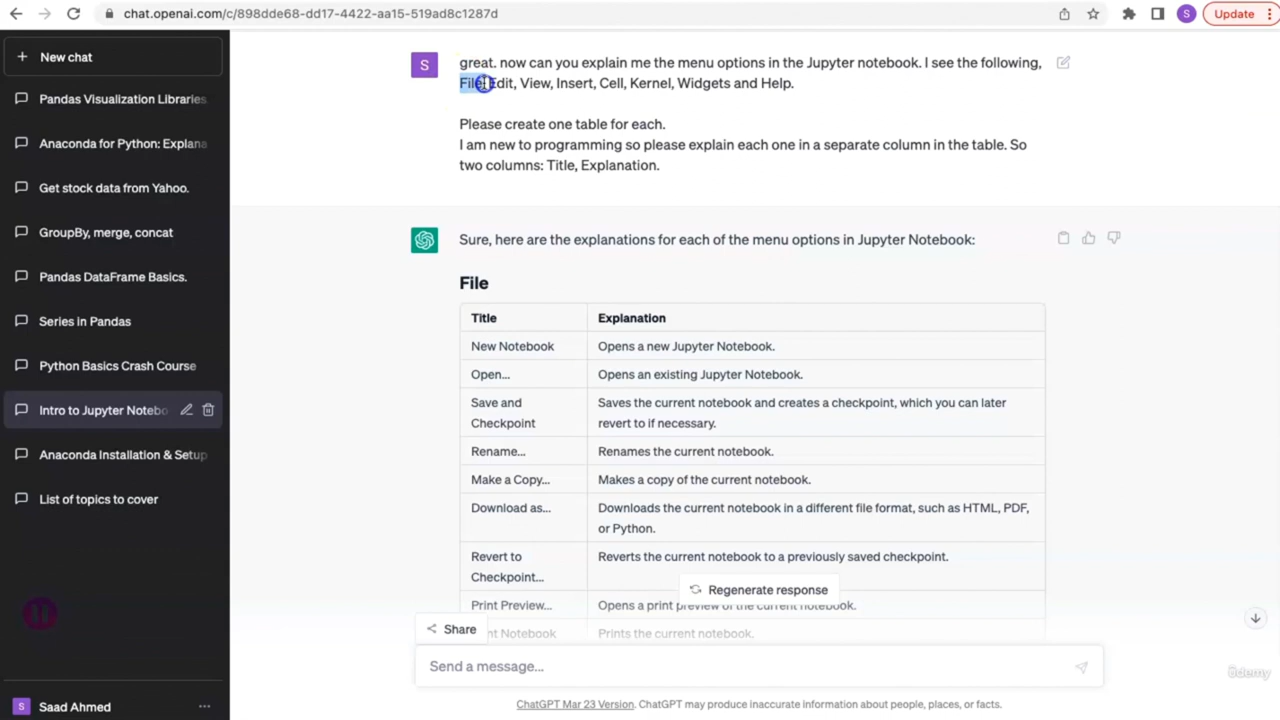 chat.openai.com/c/898dde68-dd17-4422-aa15-519ad8c1287d
S
Update
New chat
Pandas Visualization Libraries
Anaconda for Python: Explana
Get stock data from Yahoo.
GroupBy, merge, concat
Pandas DataFrame Basics.
Series in Pandas
Python Basics Crash Course
Intro to Jupyter Notebo
Anaconda Installation & Setup
List of topics to cover
Saad Ahmed
S
S
great. now can you explain me the menu options in the Jupyter notebook. I see the following,
File, Edit, View, Insert, Cell, Kernel, Widgets and Help.
Please create one table for each.
I am new to programming so please explain each one in a separate column in the table. So
two columns: Title, Explanation.
Sure, here are the explanations for each of the menu options in Jupyter Notebook:
File
Title Explanation
New Notebook Opens a new Jupyter Notebook.
Open... Opens an existing Jupyter Notebook.
Save and Saves the current notebook and creates a checkpoint, which you can later
Checkpoint revert to if necessary.
Rename... Renames the current notebook.
Make a Copy... Makes a copy of the current notebook.
Download as... Downloads the current notebook in a different file format, such as HTML, PDF,
or Python.
Revert to Reverts the current notebook to a previously saved checkpoint.
Checkpoint...
Regenerate response
Print Preview... Opens a print preview of the current notebook.
Notebook Prints the current notebook.
Share
Send a message...
ChatGPT Mar 23 Version. ChatGPT may produce inaccurate information about people, places, or facts.
ûdemy